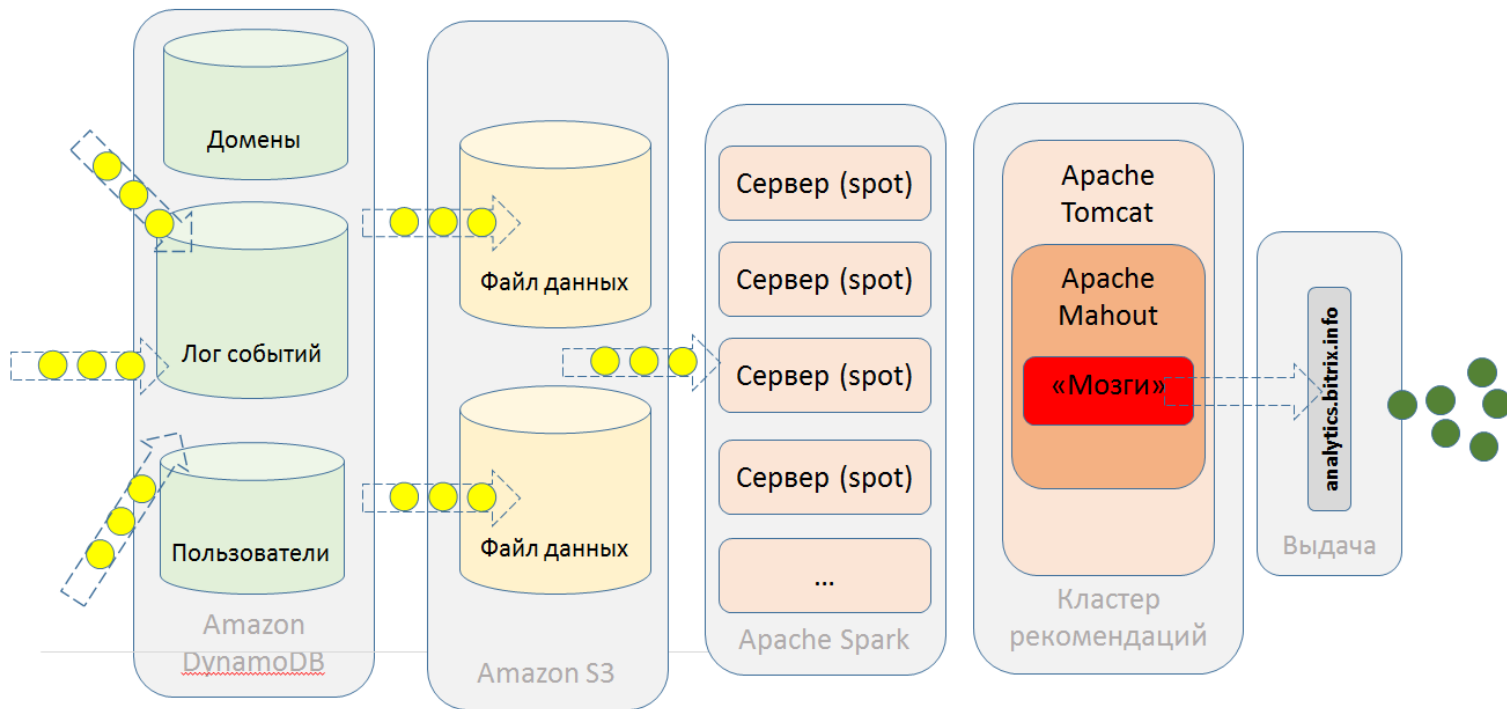 Домены
Лог событий
Пользователи
Amazon
DynamoDB
Файл данных
Файл данных
Amazon S3
Сервер (spot)
Сервер (spot)
Сервер (spot)
Сервер (spot)
...
Apache Spark
Apache
Tomcat
Apache
Mahout
«Мозги»
Кластер
рекомендаций
analytics.bitrix.info
Выдача